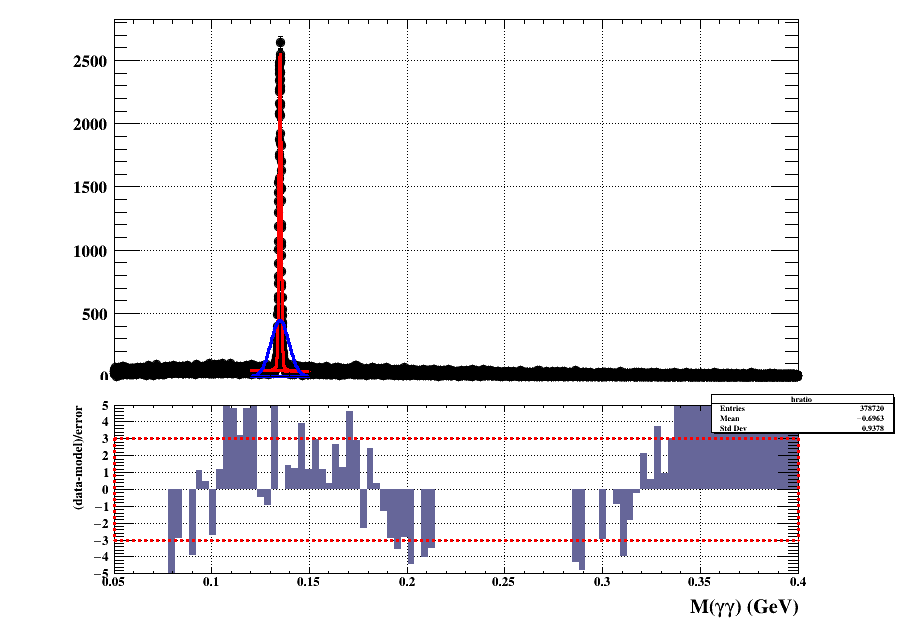 2500
2000
1500
1000
500
0
hratio
Entries 378720
Mean −0.6963
Std Dev 0.9378
(data-model)/error
5
4
3
2
1
0
−1
−2
−3
−4
−5
0.05 0.1 0.15 0.2 0.25 0.3 0.35 0.4
M(γγ) (GeV)